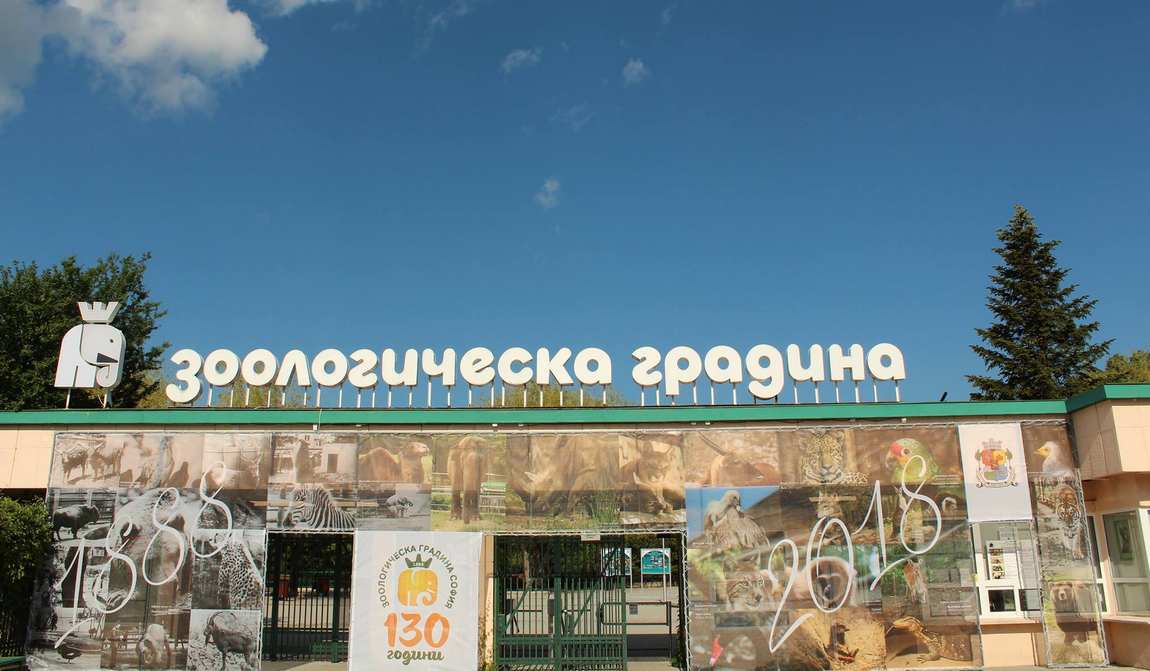 зоологическа градина
1888
2018
ЗООЛОГИЧЕСКА ГРАДИНА СОФИЯ
130
години